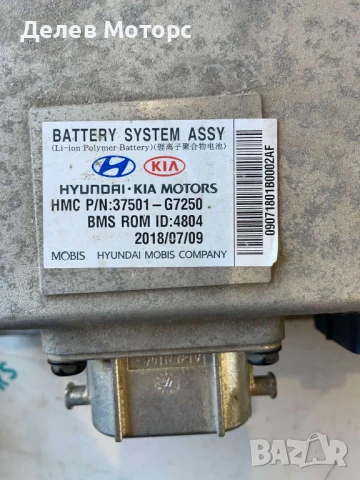 Делев Моторс
BATTERY SYSTEM ASSY
(Li-ion Polymer Battery)(锂离子聚合物电池)
KIA
HYUNDAI·KIA MOTORS
HMC P/N:37501-G7250
BMS ROM ID:4804
2018/07/09
MOBIS HYUNDAI MOBIS COMPANY
09071801B0002AF
BAZAR
bg